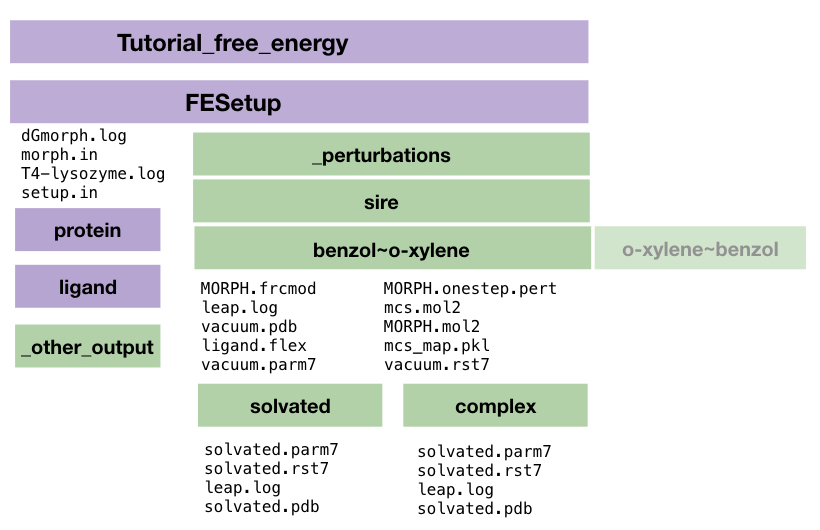 Tutorial_free_energy
FESetup
dGmorph.log
morph.in
T4-lysozyme.log
setup.in
protein
ligand
_other_output
_perturbations
sire
benzol~o-xylene
o-xylene~benzol
MORPH.frcmod
leap.log
vacuum.pdb
ligand.flex
vacuum.parm7
MORPH.onestep.pert
mcs.mol2
MORPH.mol2
mcs_map.pkl
vacuum.rst7
solvated
solvated.parm7
solvated.rst7
leap.log
solvated.pdb
complex
solvated.parm7
solvated.rst7
leap.log
solvated.pdb